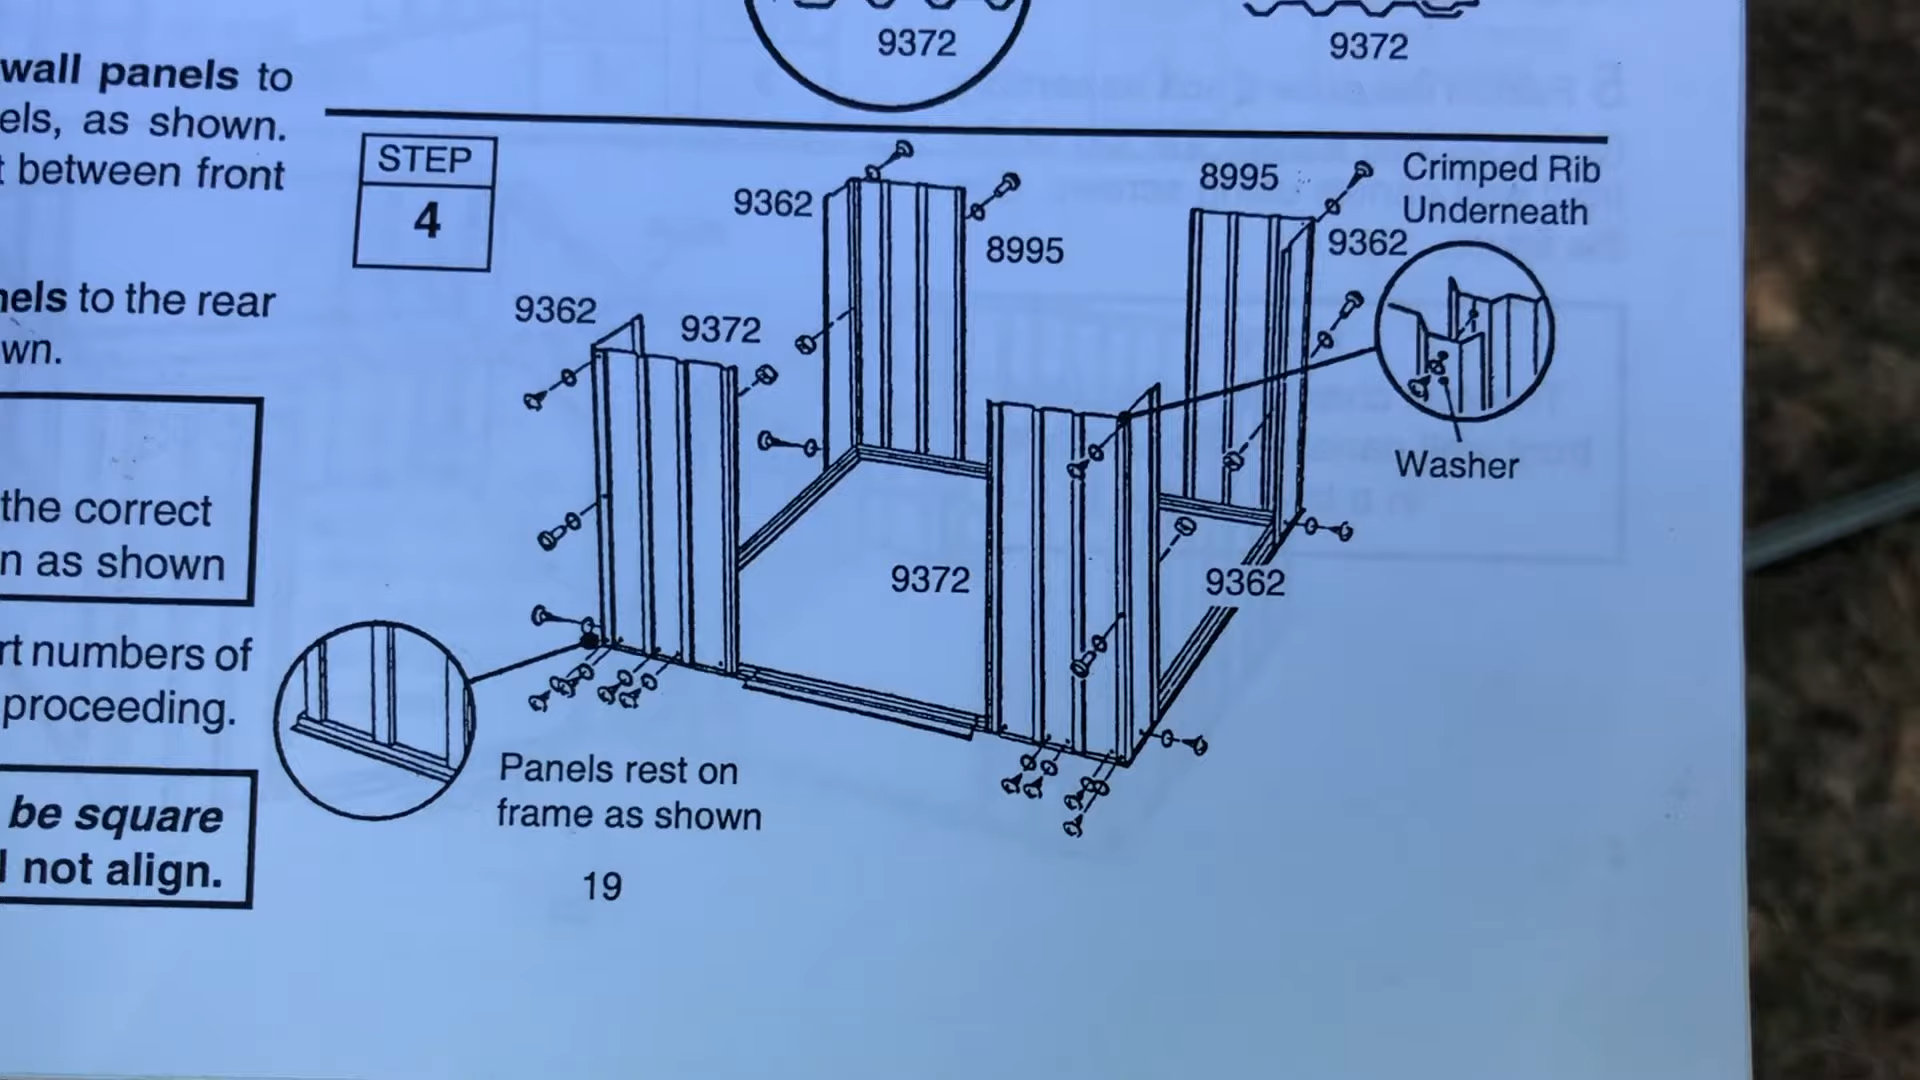 9372
9372
wall panels to
els, as shown.
between front
nels to the rear
wn.
the correct
n as shown
rt numbers of
proceeding.
be square
not align.
STEP
4
9362
8995
8995
Crimped Rib
Underneath
9362
9362
9372
Washer
9372
9362
Panels rest on
frame as shown
19